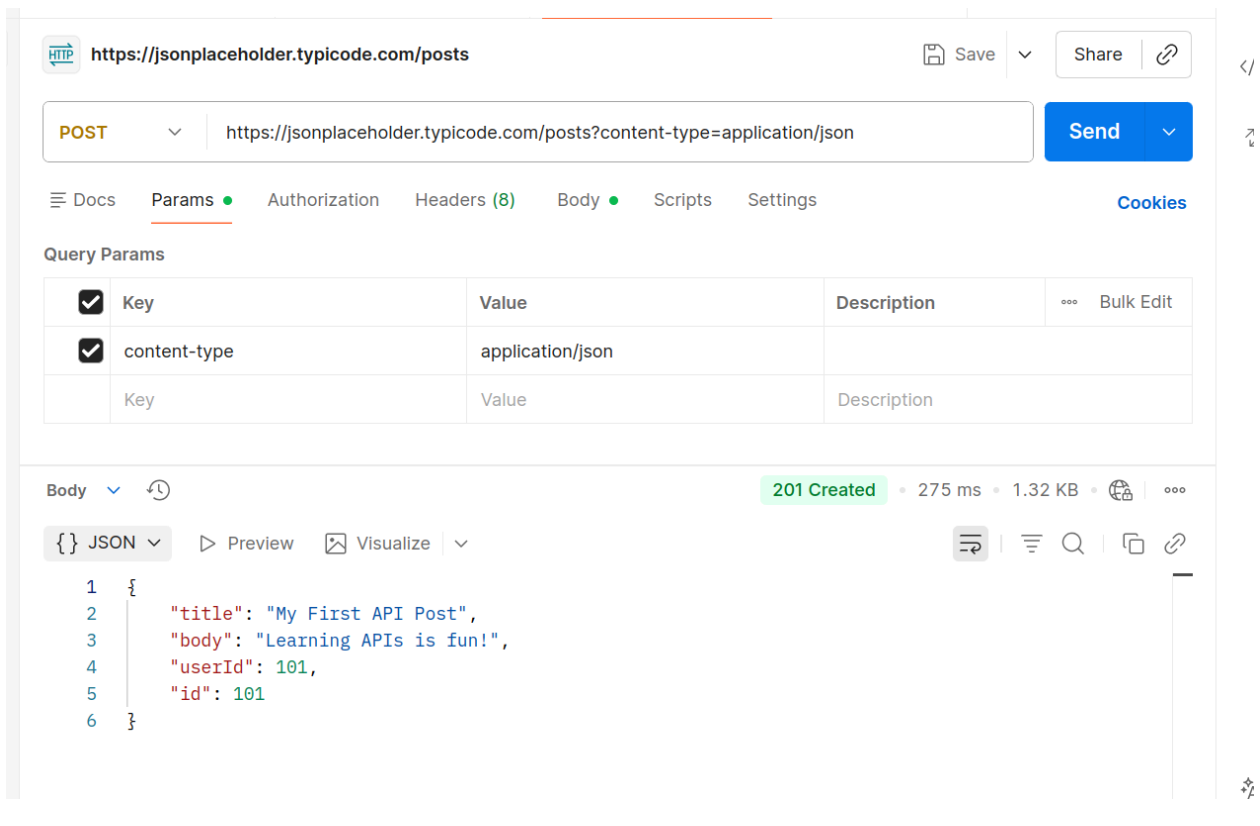 HTTP https://jsonplaceholder.typicode.com/posts Save Share
POST https://jsonplaceholder.typicode.com/posts?content-type=application/json Send
Docs Params Authorization Headers (8) Body Scripts Settings Cookies
Query Params
Key Value Description Bulk Edit
content-type application/json
Key Value Description
Body 201 Created 275 ms 1.32 KB
{} JSON Preview Visualize
1 {
2 "title": "My First API Post",
3 "body": "Learning APIs is fun!",
4 "userId": 101,
5 "id": 101
6 }